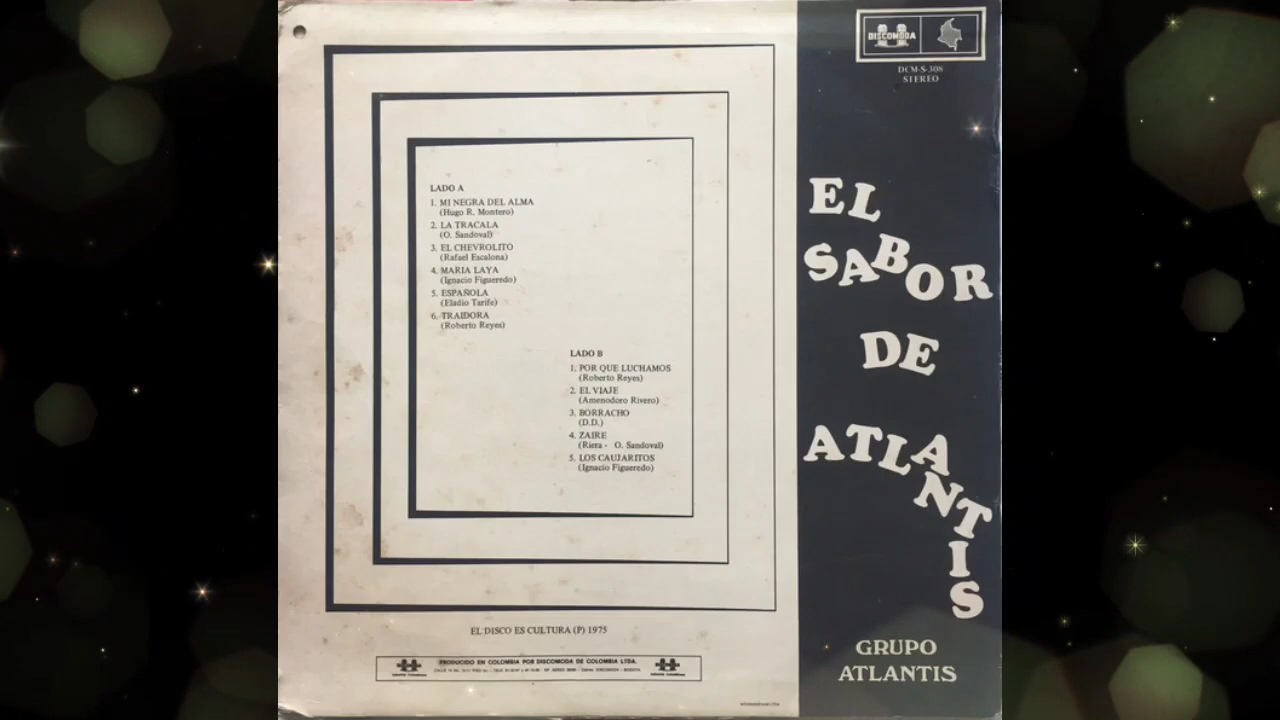 DISCOMODA
DCM-S-308
STEREO
LADO A
1. MI NEGRA DEL ALMA
(Hugo R. Montero)
2. LA TRACALA
(O. Sandoval)
3. EL CHEVROLITO
(Rafael Escalona)
4. MARIA LAYA
(Ignacio Figueredo)
5. ESPAÑOLA
(Eladio Tarife)
6. TRAIDORA
(Roberto Reyes)
LADO B
1. POR QUE LUCHAMOS
(Roberto Reyes)
2. EL VIAJE
(Amenodoro Rivero)
3. BORRACHO
(D.D.)
4. ZAIRE
(Riera - O. Sandoval)
5. LOS CAUJARITOS
(Ignacio Figueredo)
EL DISCO ES CULTURA (P) 1975
PRODUCIDO EN COLOMBIA POR DISCOMODA DE COLOMBIA LTDA.
EL
SABOR
DE
ATLANTIS
GRUPO
ATLANTIS